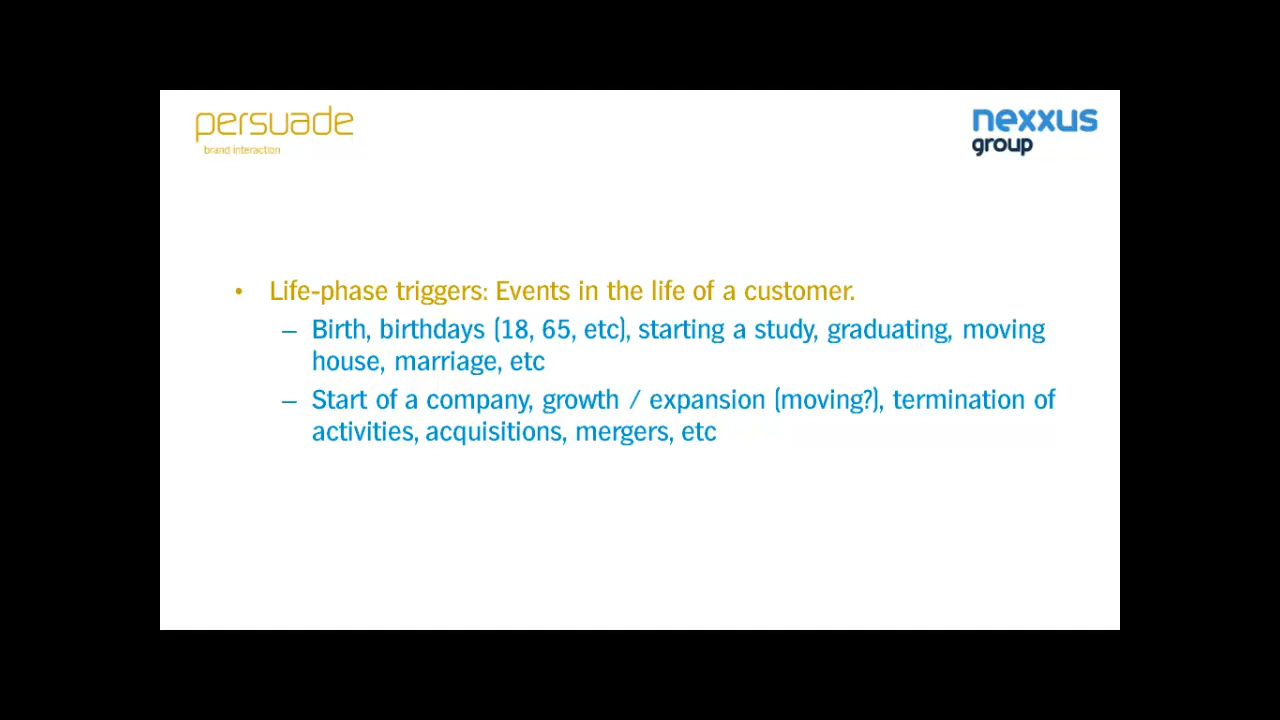 persuade
brand interaction
nexxus
group
• Life-phase triggers: Events in the life of a customer.
– Birth, birthdays (18, 65, etc), starting a study, graduating, moving
house, marriage, etc
– Start of a company, growth / expansion (moving?), termination of
activities, acquisitions, mergers, etc